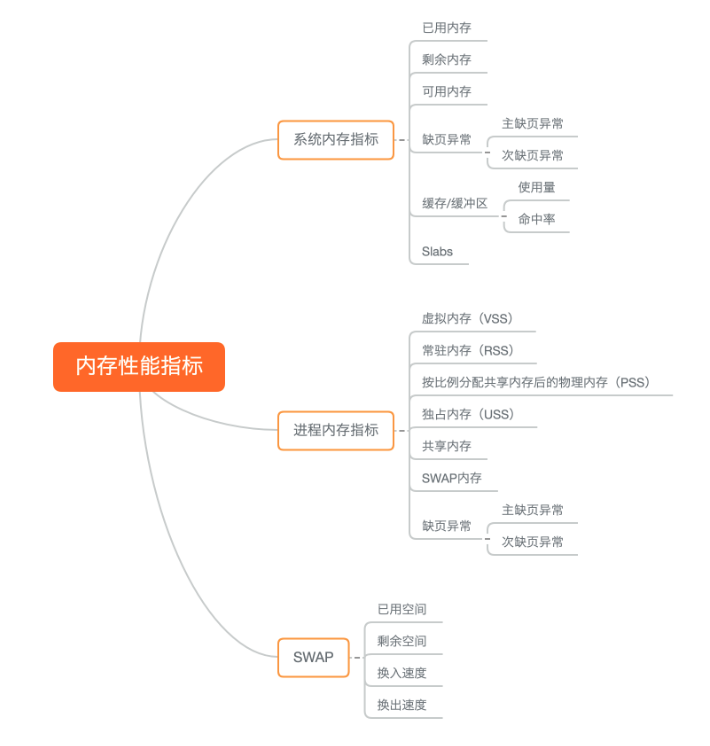 内存性能指标
系统内存指标
已用内存
剩余内存
可用内存
缺页异常
主缺页异常
次缺页异常
缓存/缓冲区
使用量
命中率
Slabs
进程内存指标
虚拟内存（VSS）
常驻内存（RSS）
按比例分配共享内存后的物理内存（PSS）
独占内存（USS）
共享内存
SWAP内存
缺页异常
主缺页异常
次缺页异常
SWAP
已用空间
剩余空间
换入速度
换出速度